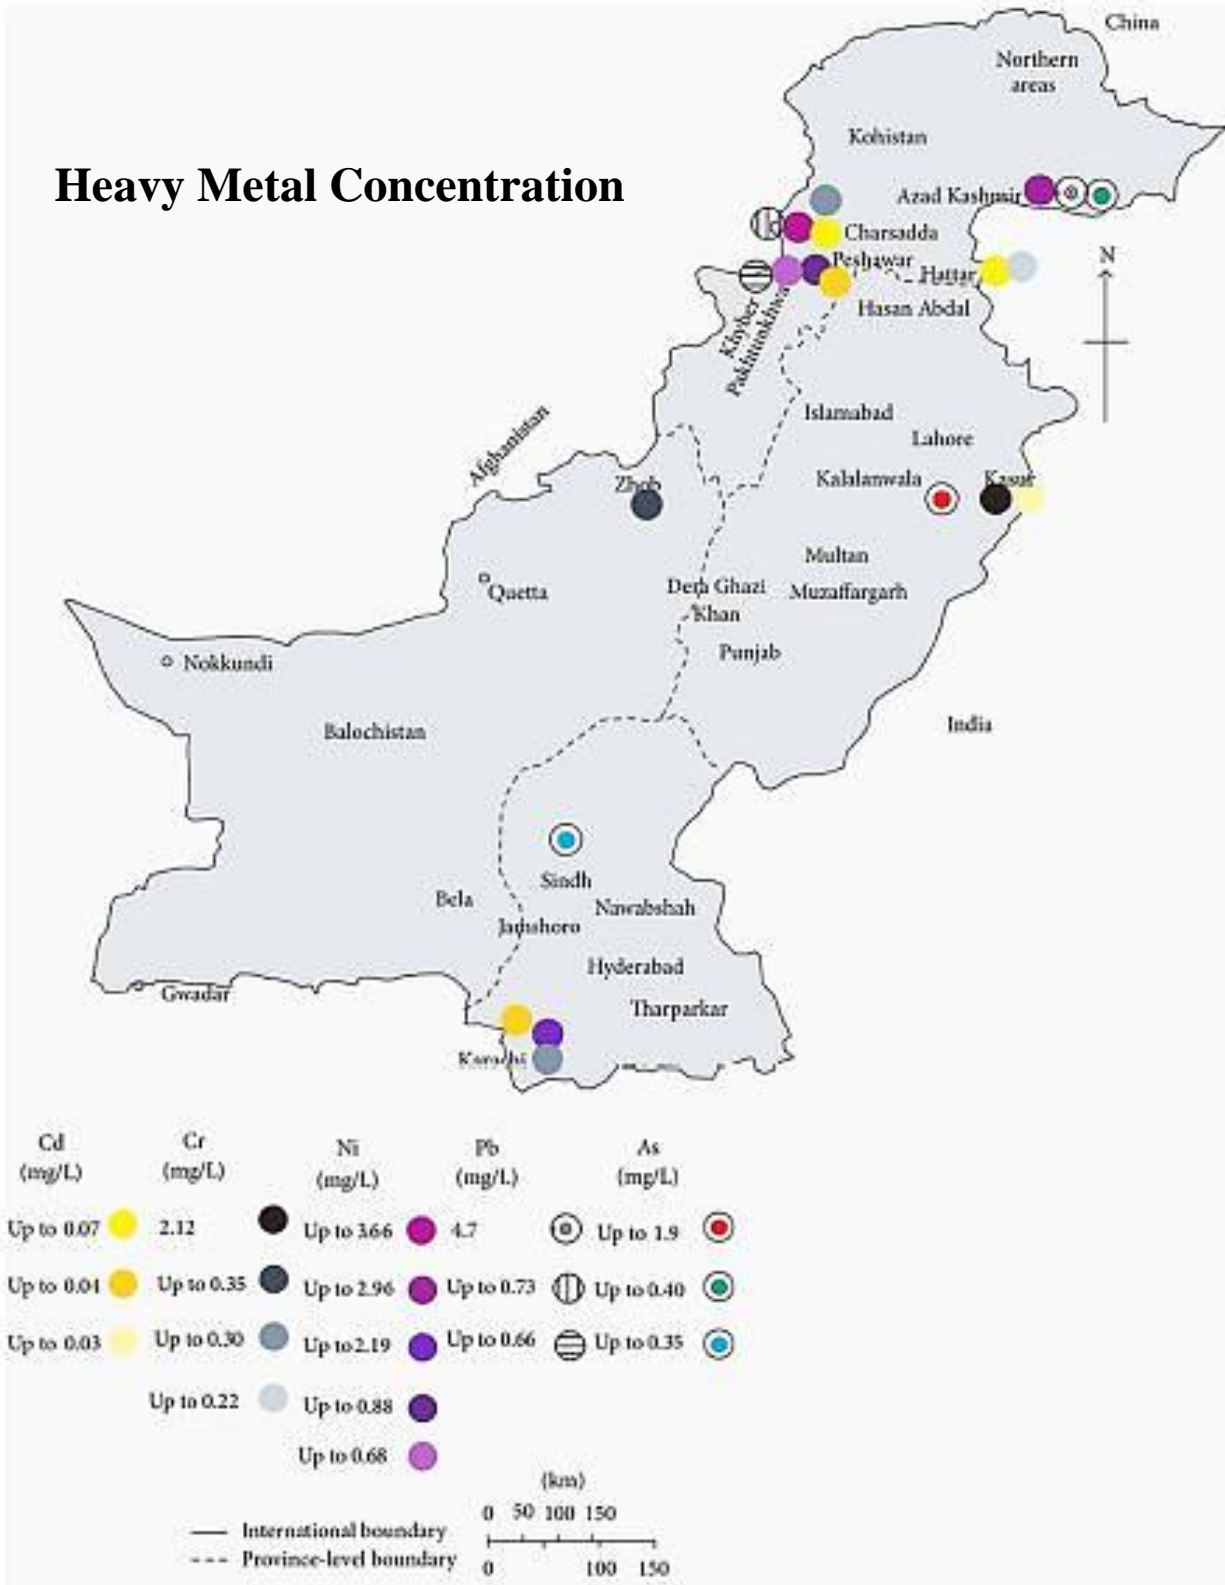 Heavy Metal Concentration
China
Northern
areas
Kohistan
Azad Kashmir
Charsadda
Peshawar
Hattar
Hasan Abdal
N
Khyber
Pakhtunkhwa
Islamabad
Lahore
Afghanistan
Zhob
Kalalanwala
Kasur
Multan
Quetta
Dera Ghazi
Khan
Muzaffargarh
Nokkundi
Punjab
Balochistan
India
Sindh
Bela
Nawabshah
Jamshoro
Hyderabad
Gwadar
Tharparkar
Karachi
Cd
(mg/L)
Up to 0.07
Up to 0.04
Up to 0.03
Cr
(mg/L)
2.12
Up to 0.35
Up to 0.30
Up to 0.22
Ni
(mg/L)
Up to 3.66
Up to 2.96
Up to 2.19
Up to 0.88
Up to 0.68
Pb
(mg/L)
4.7
Up to 0.73
Up to 0.66
As
(mg/L)
Up to 1.9
Up to 0.40
Up to 0.35
(km)
0 50 100 150
0 100 150
International boundary
Province-level boundary